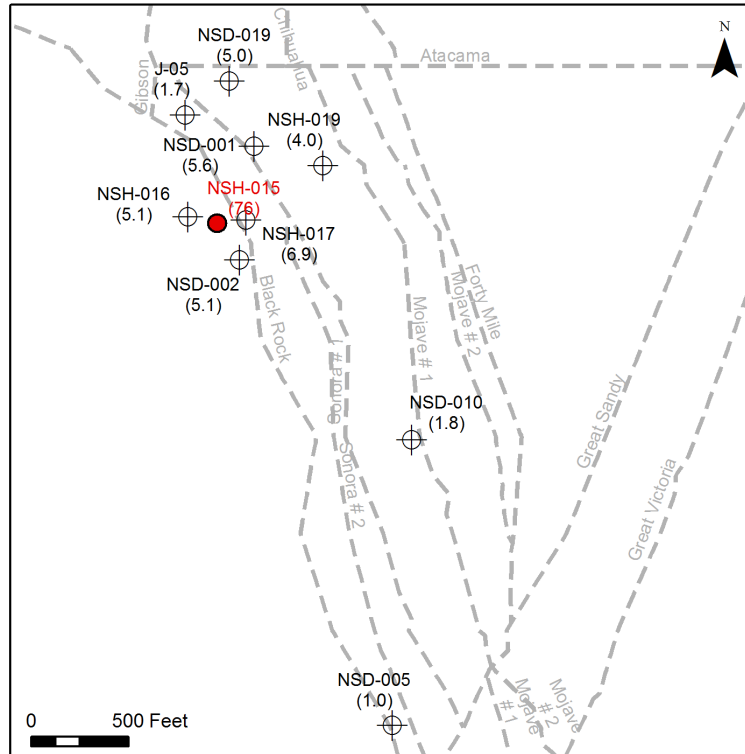 N
NSD-019
(5.0)
Chihuahua
Atacama
J-05
(1.7)
Gibson
NSH-019
(4.0)
NSD-001
(5.6)
NSH-015
(76)
NSH-016
(5.1)
NSH-017
(6.9)
NSD-002
(5.1)
Black Rock
Forty Mile
Mojave # 2
Mojave # 1
Sonora # 1
Great Sandy
NSD-010
(1.8)
Sonora # 2
Great Victoria
NSD-005
(1.0)
Mojave
# 1
Mojave
# 2
0 500 Feet